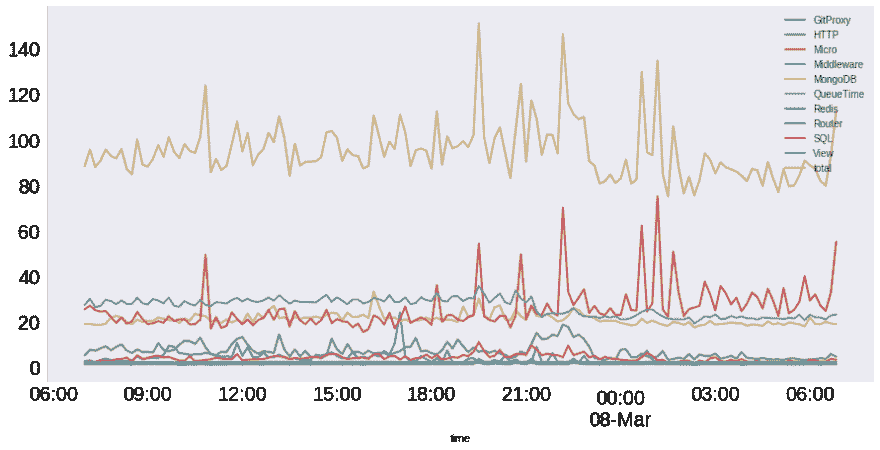 140
120
100
80
60
40
20
0
06:00 09:00 12:00 15:00 18:00 21:00 00:00 03:00 06:00
08-Mar
time
GitProxy
HTTP
Micro
Middleware
MongoDB
QueueTime
Redis
Router
SQL
View
total